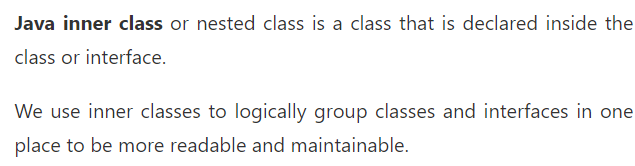 Java inner class or nested class is a class that is declared inside the
class or interface.
We use inner classes to logically group classes and interfaces in one
place to be more readable and maintainable.